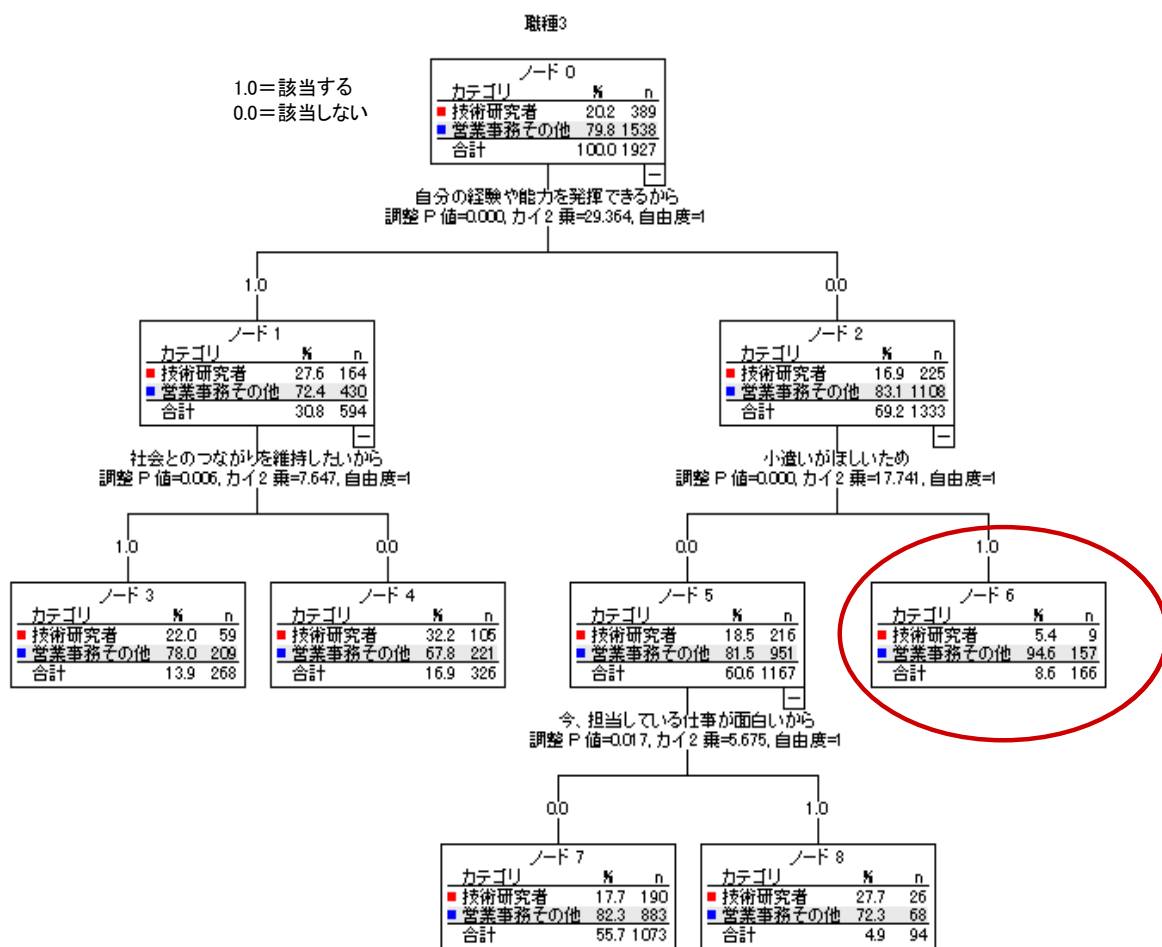 職種3
1.0＝該当する
0.0＝該当しない
ノード 0
カテゴリ % n
技術研究者 20.2 389
営業事務その他 79.8 1538
合計 100.0 1927
自分の経験や能力を発揮できるから
調整 P 値=0.000, カイ2 乗=29.364, 自由度=1
1.0
0.0
ノード 1
カテゴリ % n
技術研究者 27.6 164
営業事務その他 72.4 430
合計 30.8 594
ノード 2
カテゴリ % n
技術研究者 16.9 225
営業事務その他 83.1 1108
合計 69.2 1333
社会とのつながりを維持したいから
調整 P 値=0.006, カイ2 乗=7.647, 自由度=1
小遣いがほしいため
調整 P 値=0.000, カイ2 乗=17.741, 自由度=1
1.0
0.0
0.0
1.0
ノード 3
カテゴリ % n
技術研究者 22.0 59
営業事務その他 78.0 209
合計 13.9 268
ノード 4
カテゴリ % n
技術研究者 32.2 105
営業事務その他 67.8 221
合計 16.9 326
ノード 5
カテゴリ % n
技術研究者 18.5 216
営業事務その他 81.5 951
合計 60.6 1167
ノード 6
カテゴリ % n
技術研究者 5.4 9
営業事務その他 94.6 157
合計 8.6 166
今、担当している仕事が面白いから
調整 P 値=0.017, カイ2 乗=5.675, 自由度=1
0.0
1.0
ノード 7
カテゴリ % n
技術研究者 17.7 190
営業事務その他 82.3 883
合計 55.7 1073
ノード 8
カテゴリ % n
技術研究者 27.7 26
営業事務その他 72.3 68
合計 4.9 94